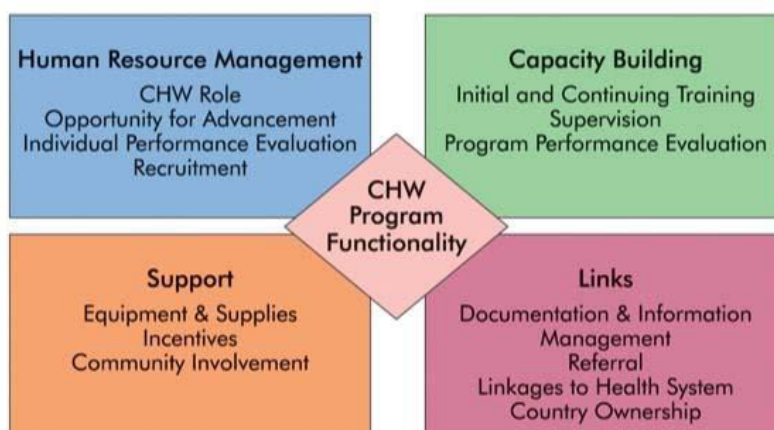 Human Resource Management
CHW Role
Opportunity for Advancement
Individual Performance Evaluation
Recruitment
Capacity Building
Initial and Continuing Training
Supervision
Program Performance Evaluation
CHW
Program
Functionality
Support
Equipment & Supplies
Incentives
Community Involvement
Links
Documentation & Information
Management
Referral
Linkages to Health System
Country Ownership